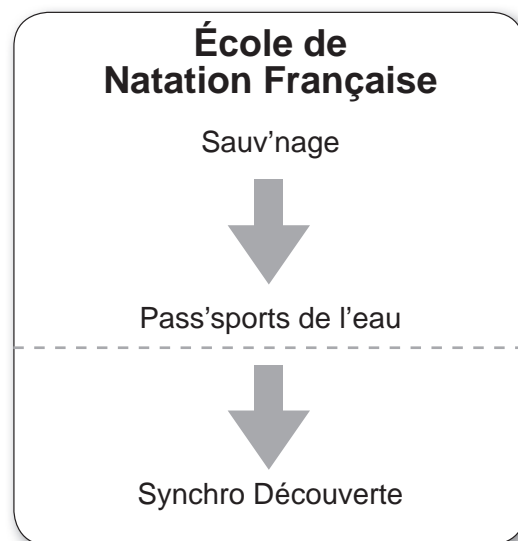 École de
Natation Française
Sauv'nage
Pass'sports de l'eau
Synchro Découverte